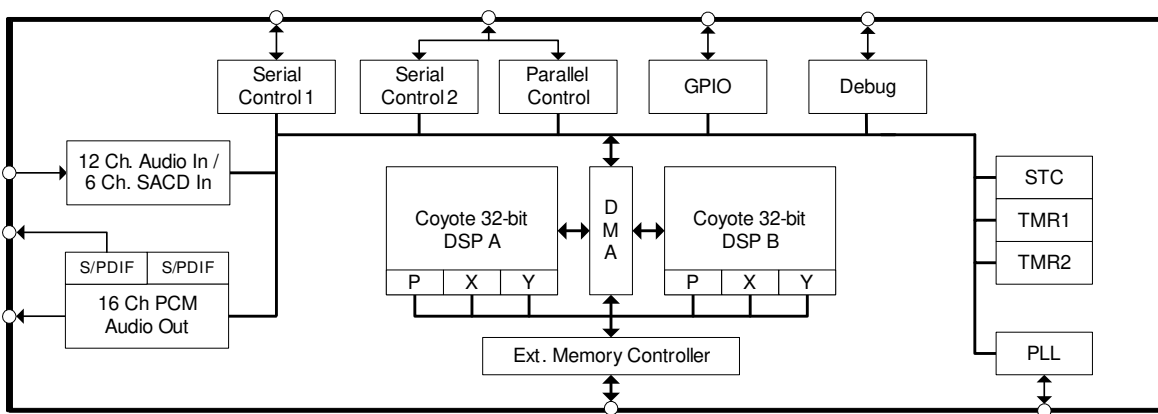 Serial
Control 1
Serial
Control 2
Parallel
Control
GPIO
Debug
12 Ch. Audio In /
6 Ch. SACD In
S/PDIF
S/PDIF
16 Ch PCM
Audio Out
Coyote 32-bit
DSP A
P
X
Y
D
M
A
Coyote 32-bit
DSP B
P
X
Y
Ext. Memory Controller
STC
TMR1
TMR2
PLL